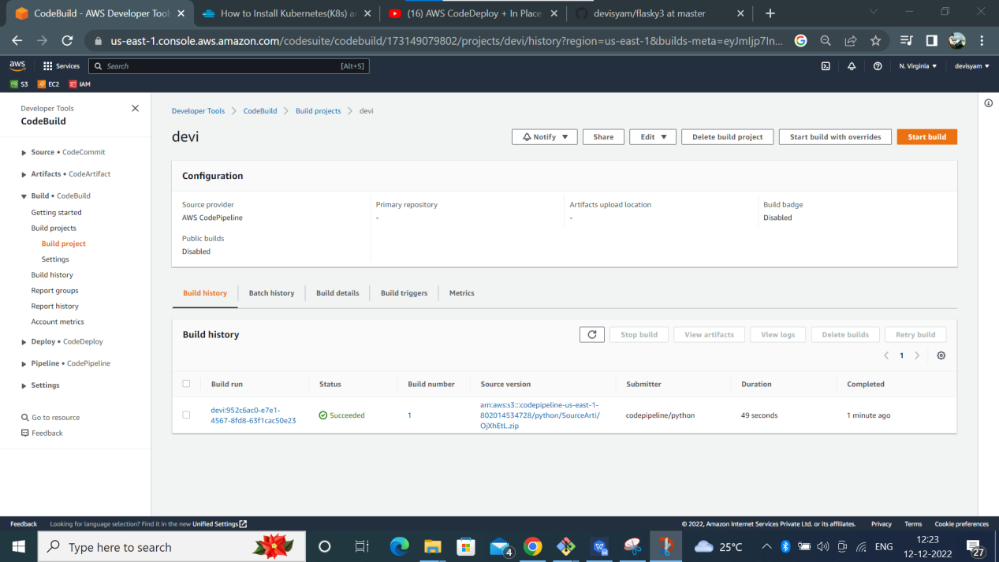 CodeBuild - AWS Developer Tool
How to Install Kubernetes(K8s) a
(16) AWS CodeDeploy + In Place
devisyam/flasky3 at master
us-east-1.console.aws.amazon.com/codesuite/codebuild/173149079802/projects/devi/history?region=us-east-1&builds-meta=eyJmIjp7In...
aws
Services
Search
[Alt+S]
N. Virginia
devisyam
S3
EC2
IAM
Developer Tools
CodeBuild
Source • CodeCommit
Artifacts • CodeArtifact
Build • CodeBuild
Getting started
Build projects
Build project
Settings
Build history
Report groups
Report history
Account metrics
Deploy • CodeDeploy
Pipeline • CodePipeline
Settings
Go to resource
Feedback
Developer Tools > CodeBuild > Build projects > devi
devi
Notify
Share
Edit
Delete build project
Start build with overrides
Start build
Configuration
Source provider
AWS CodePipeline
Primary repository
-
Artifacts upload location
-
Build badge
Disabled
Public builds
Disabled
Build history
Batch history
Build details
Build triggers
Metrics
Build history
Stop build
View artifacts
View logs
Delete builds
Retry build
1
Build run
Status
Build number
Source version
Submitter
Duration
Completed
devi:952c6ac0-e7e1-
4567-8fd8-63f1cac50e23
Succeeded
1
arn:aws:s3:::codepipeline-us-east-1-
802014534728/python/SourceArti/
OjXhEtL.zip
codepipeline/python
49 seconds
1 minute ago
Feedback
Looking for language selection? Find it in the new Unified Settings
© 2022, Amazon Internet Services Private Ltd. or its affiliates.
Privacy
Terms
Cookie preferences
Type here to search
4
25°C
ENG
12:23
12-12-2022
27